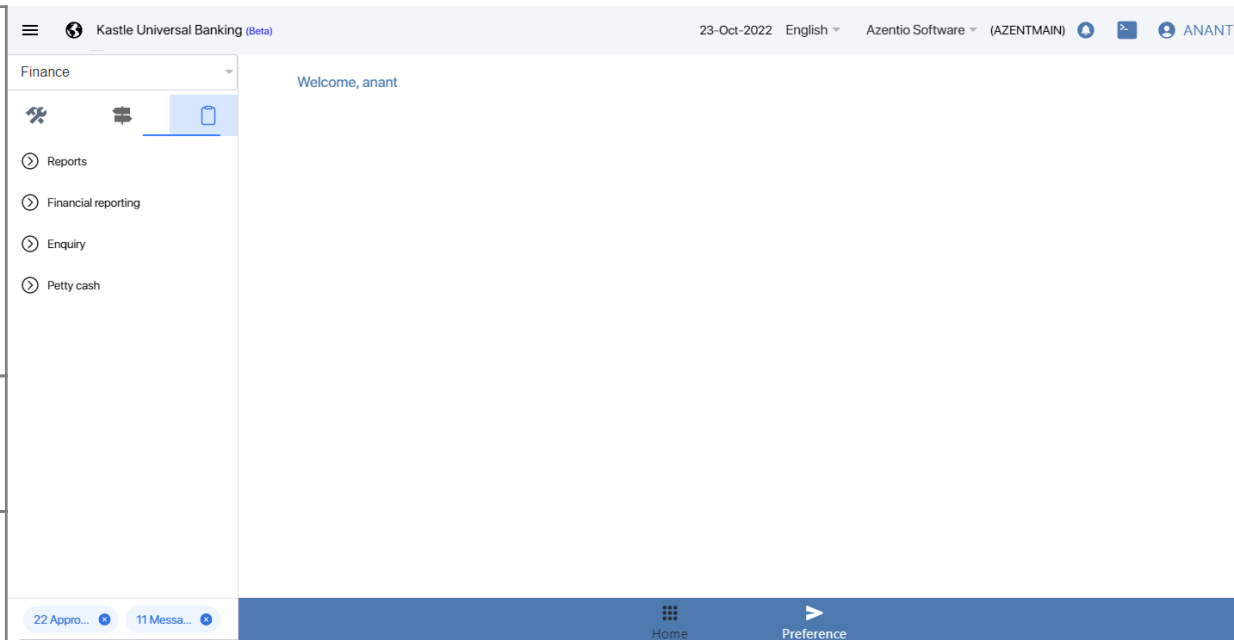 Kastle Universal Banking (Beta)
23-Oct-2022 English Azentio Software (AZENTMAIN) ANANT
Finance
Welcome, anant
Reports
Financial reporting
Enquiry
Petty cash
22 Appro... 11 Messa...
Home Preference